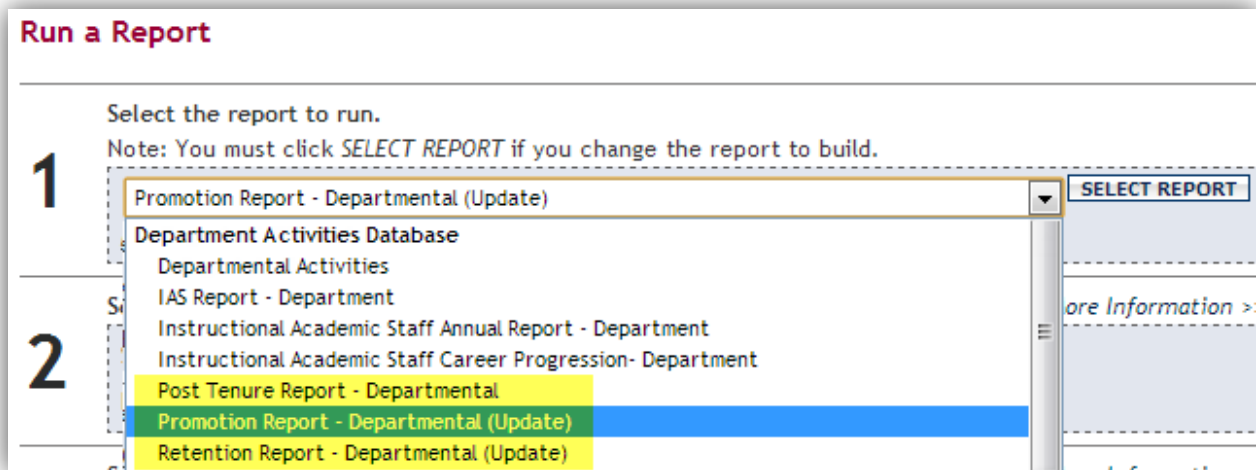 Run a Report
Select the report to run.
1
Note: You must click SELECT REPORT if you change the report to build.
Promotion Report - Departmental (Update)
SELECT REPORT
Department Activities Database
Departmental Activities
IAS Report - Department
ore Information >
Instructional Academic Staff Annual Report - Department
2
Instructional Academic Staff Career Progression- Department
Post Tenure Report - Departmental
Promotion Report - Departmental (Update)
Retention Report - Departmental (Update)